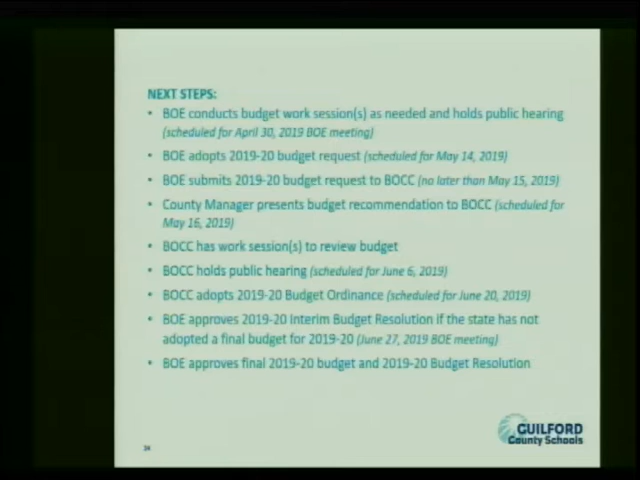 NEXT STEPS:
• BOE conducts budget work session(s) as needed and holds public hearing
(scheduled for April 30, 2019 BOE meeting)
• BOE adopts 2019-20 budget request (scheduled for May 14, 2019)
• BOE submits 2019-20 budget request to BOCC (no later than May 15, 2019)
• County Manager presents budget recommendation to BOCC (scheduled for
May 16, 2019)
• BOCC has work session(s) to review budget
• BOCC holds public hearing (scheduled for June 6, 2019)
• BOCC adopts 2019-20 Budget Ordinance (scheduled for June 20, 2019)
• BOE approves 2019-20 Interim Budget Resolution if the state has not
adopted a final budget for 2019-20 (June 27, 2019 BOE meeting)
• BOE approves final 2019-20 budget and 2019-20 Budget Resolution
GUILFORD
County Schools